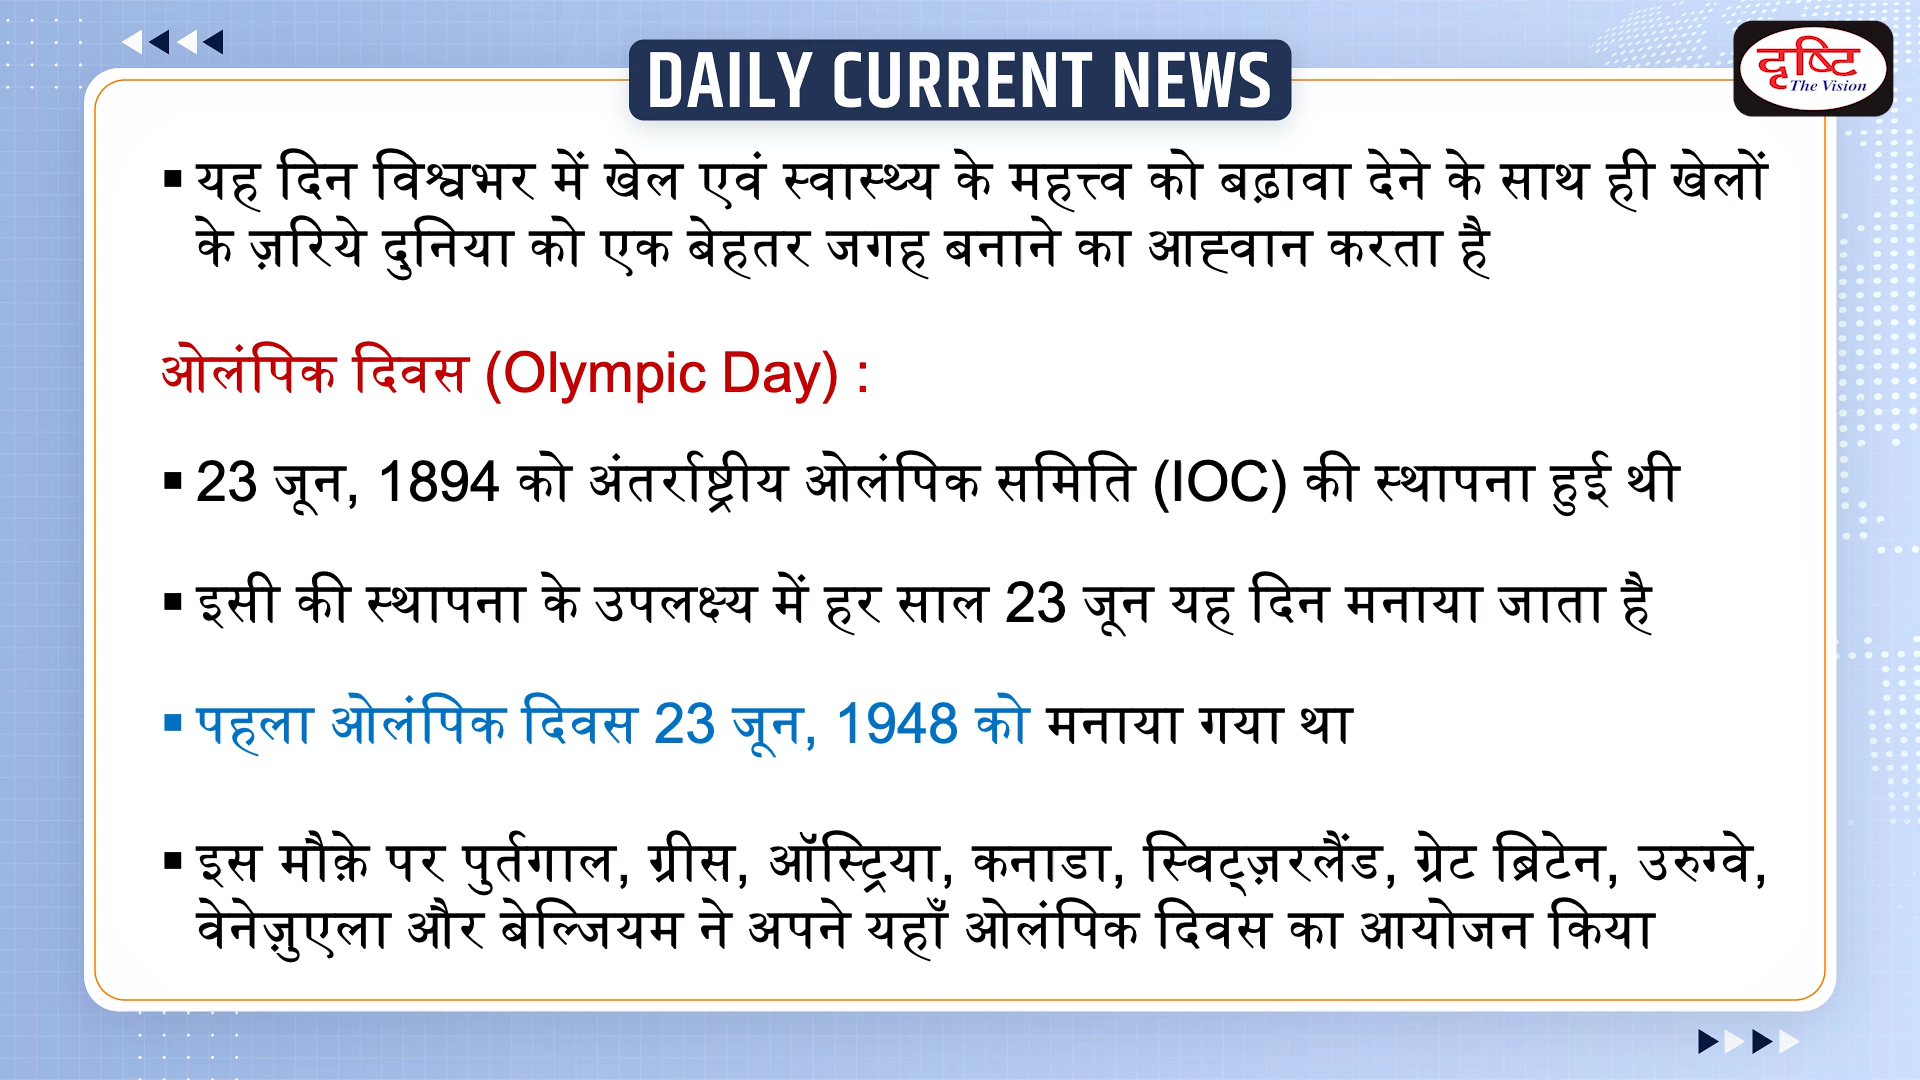 DAILY CURRENT NEWS
दृष्टि
The Vision
▪ यह दिन विश्वभर में खेल एवं स्वास्थ्य के महत्त्व को बढ़ावा देने के साथ ही खेलों
के ज़रिये दुनिया को एक बेहतर जगह बनाने का आह्वान करता है
ओलंपिक दिवस (Olympic Day) :
▪ 23 जून, 1894 को अंतर्राष्ट्रीय ओलंपिक समिति (IOC) की स्थापना हुई थी
▪ इसी की स्थापना के उपलक्ष्य में हर साल 23 जून यह दिन मनाया जाता है
▪ पहला ओलंपिक दिवस 23 जून, 1948 को मनाया गया था
▪ इस मौक़े पर पुर्तगाल, ग्रीस, ऑस्ट्रिया, कनाडा, स्विट्ज़रलैंड, ग्रेट ब्रिटेन, उरुग्वे,
वेनेज़ुएला और बेल्जियम ने अपने यहाँ ओलंपिक दिवस का आयोजन किया